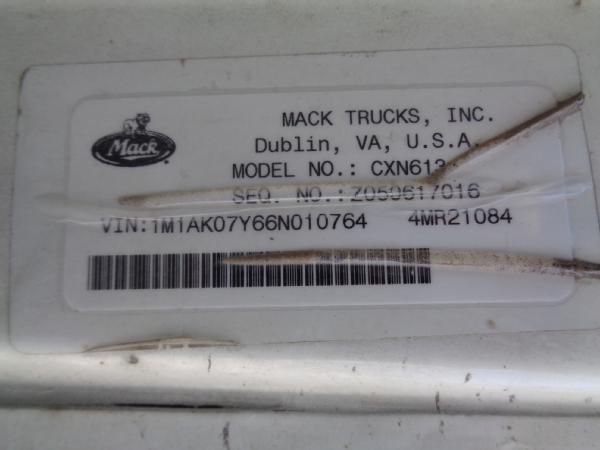 Mack
MACK TRUCKS, INC.
Dublin, VA, U.S.A.
MODEL NO.: CXN613
SEQ. NO.: Z050617016
VIN:1M1AK07Y66N010764 4MR21084